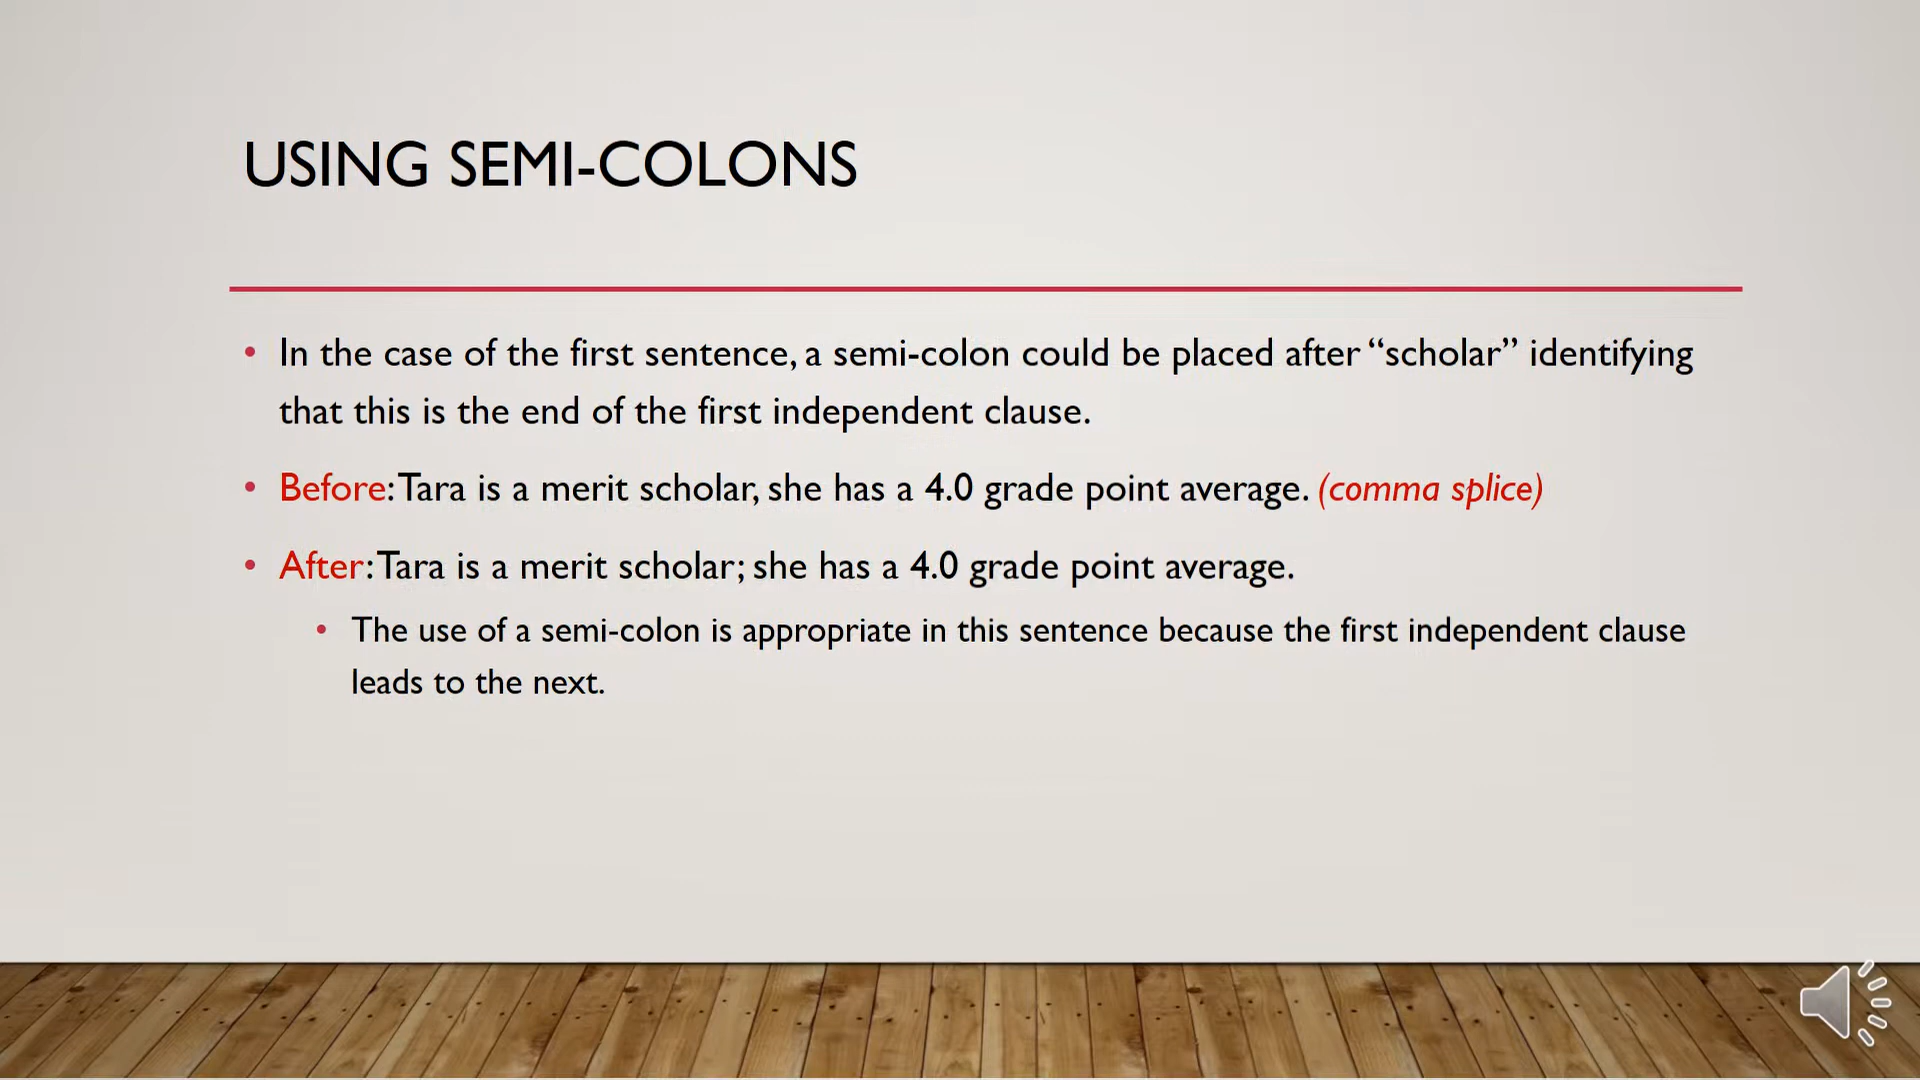 USING SEMI-COLONS
• In the case of the first sentence, a semi-colon could be placed after “scholar” identifying
that this is the end of the first independent clause.
• Before: Tara is a merit scholar, she has a 4.0 grade point average. (comma splice)
• After: Tara is a merit scholar; she has a 4.0 grade point average.
• The use of a semi-colon is appropriate in this sentence because the first independent clause
leads to the next.